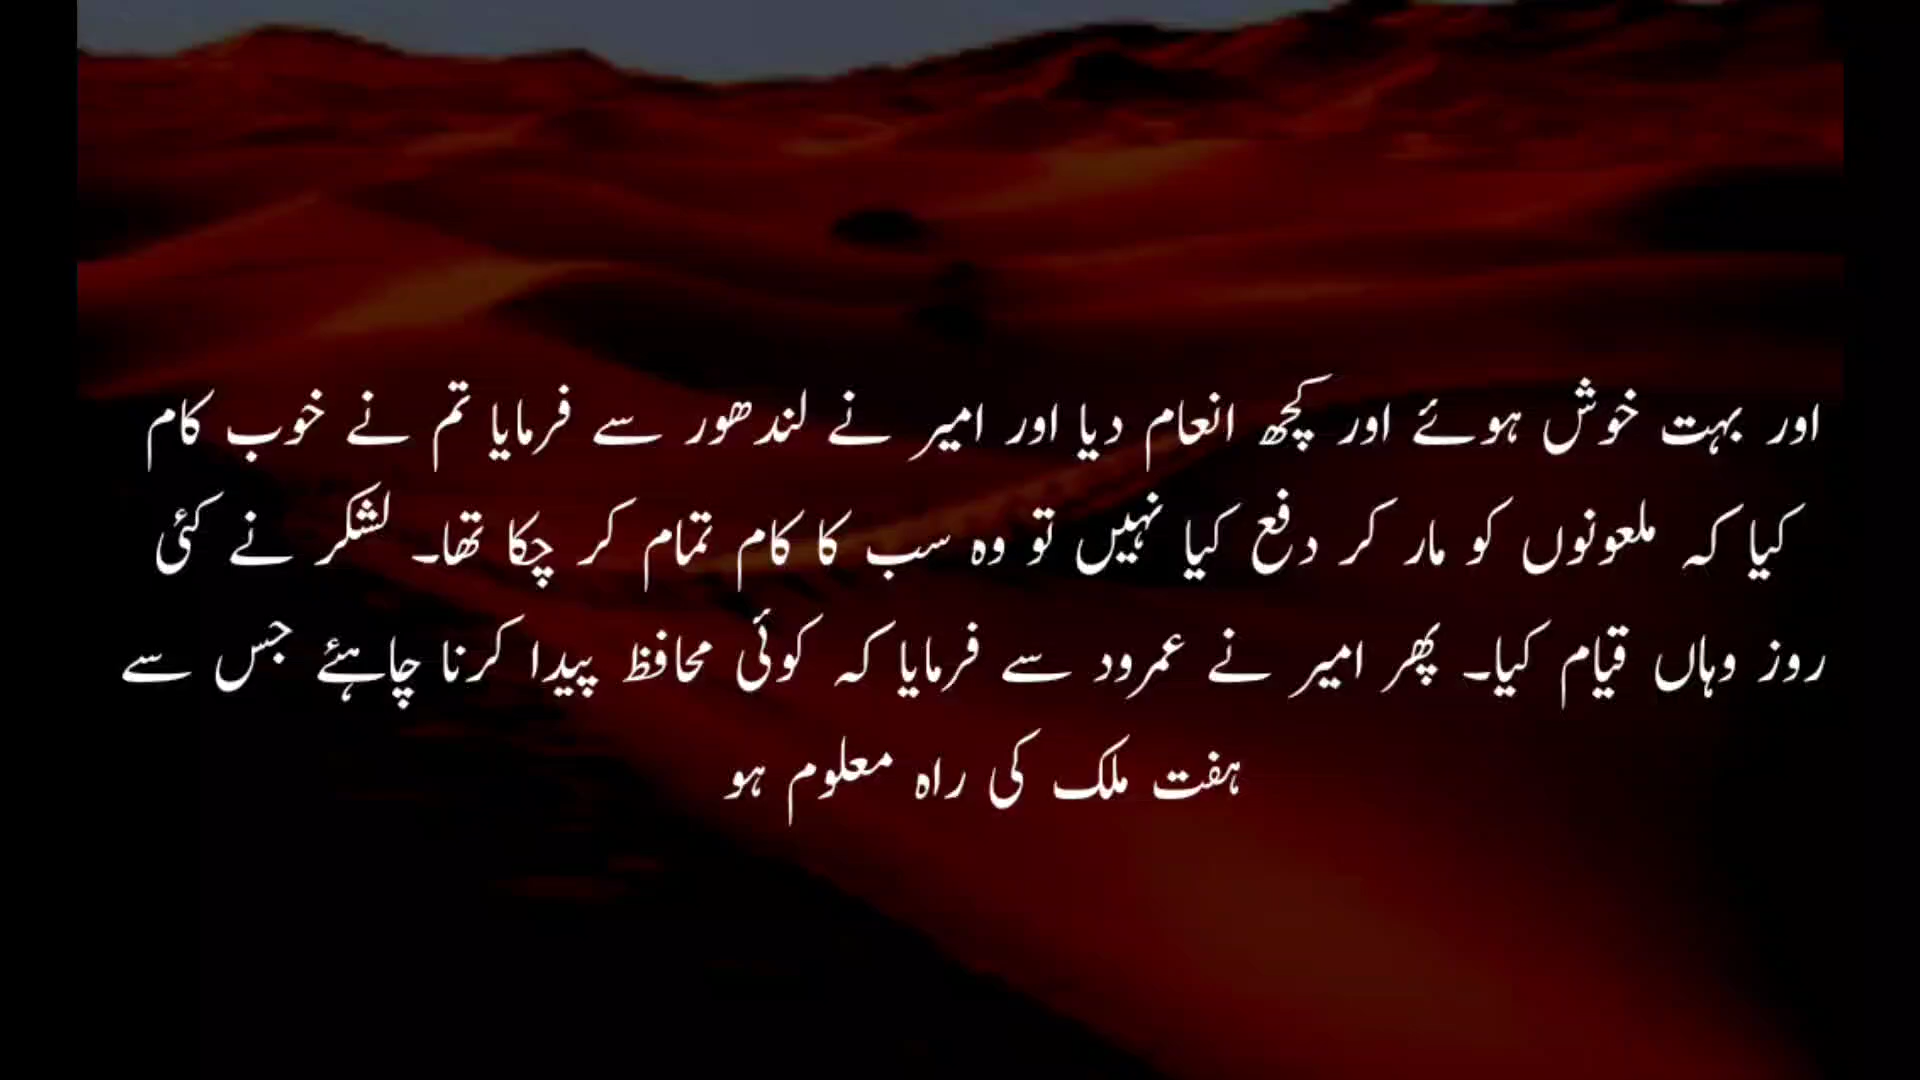 اور بہت خوش ہوئے اور کچھ انعام دیا اور امیر نے لندھور سے فرمایا تم نے خوب کام
کیا کہ ملعونوں کو مار کر دفع کیا نہیں تو وہ سب کا کام تمام کر چکا تھا۔ لشکر نے کئی
روز وہاں قیام کیا۔ پھر امیر نے عمرود سے فرمایا کہ کوئی محافظ پیدا کرنا چاہئے جس سے
ہفت ملک کی راہ معلوم ہو